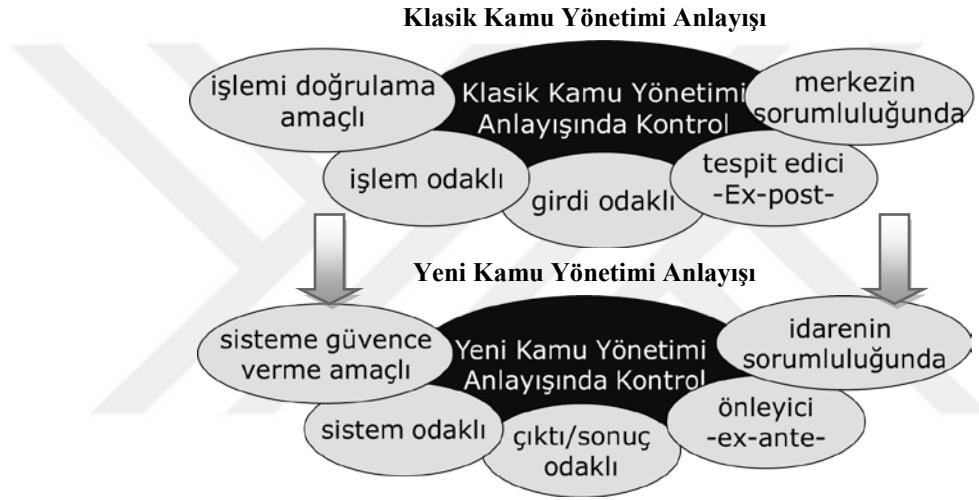 Klasik Kamu Yönetimi Anlayışı
işlemi doğrulama
amaçlı
Klasik Kamu Yönetimi
Anlayışında Kontrol
merkezin
sorumluluğunda
işlem odaklı
girdi odaklı
tespit edici
-Ex-post-
Yeni Kamu Yönetimi Anlayışı
sisteme güvence
verme amaçlı
Yeni Kamu Yönetimi
Anlayışında Kontrol
idarenin
sorumluluğunda
sistem odaklı
çıktı/sonuç
odaklı
önleyici
-ex-ante-